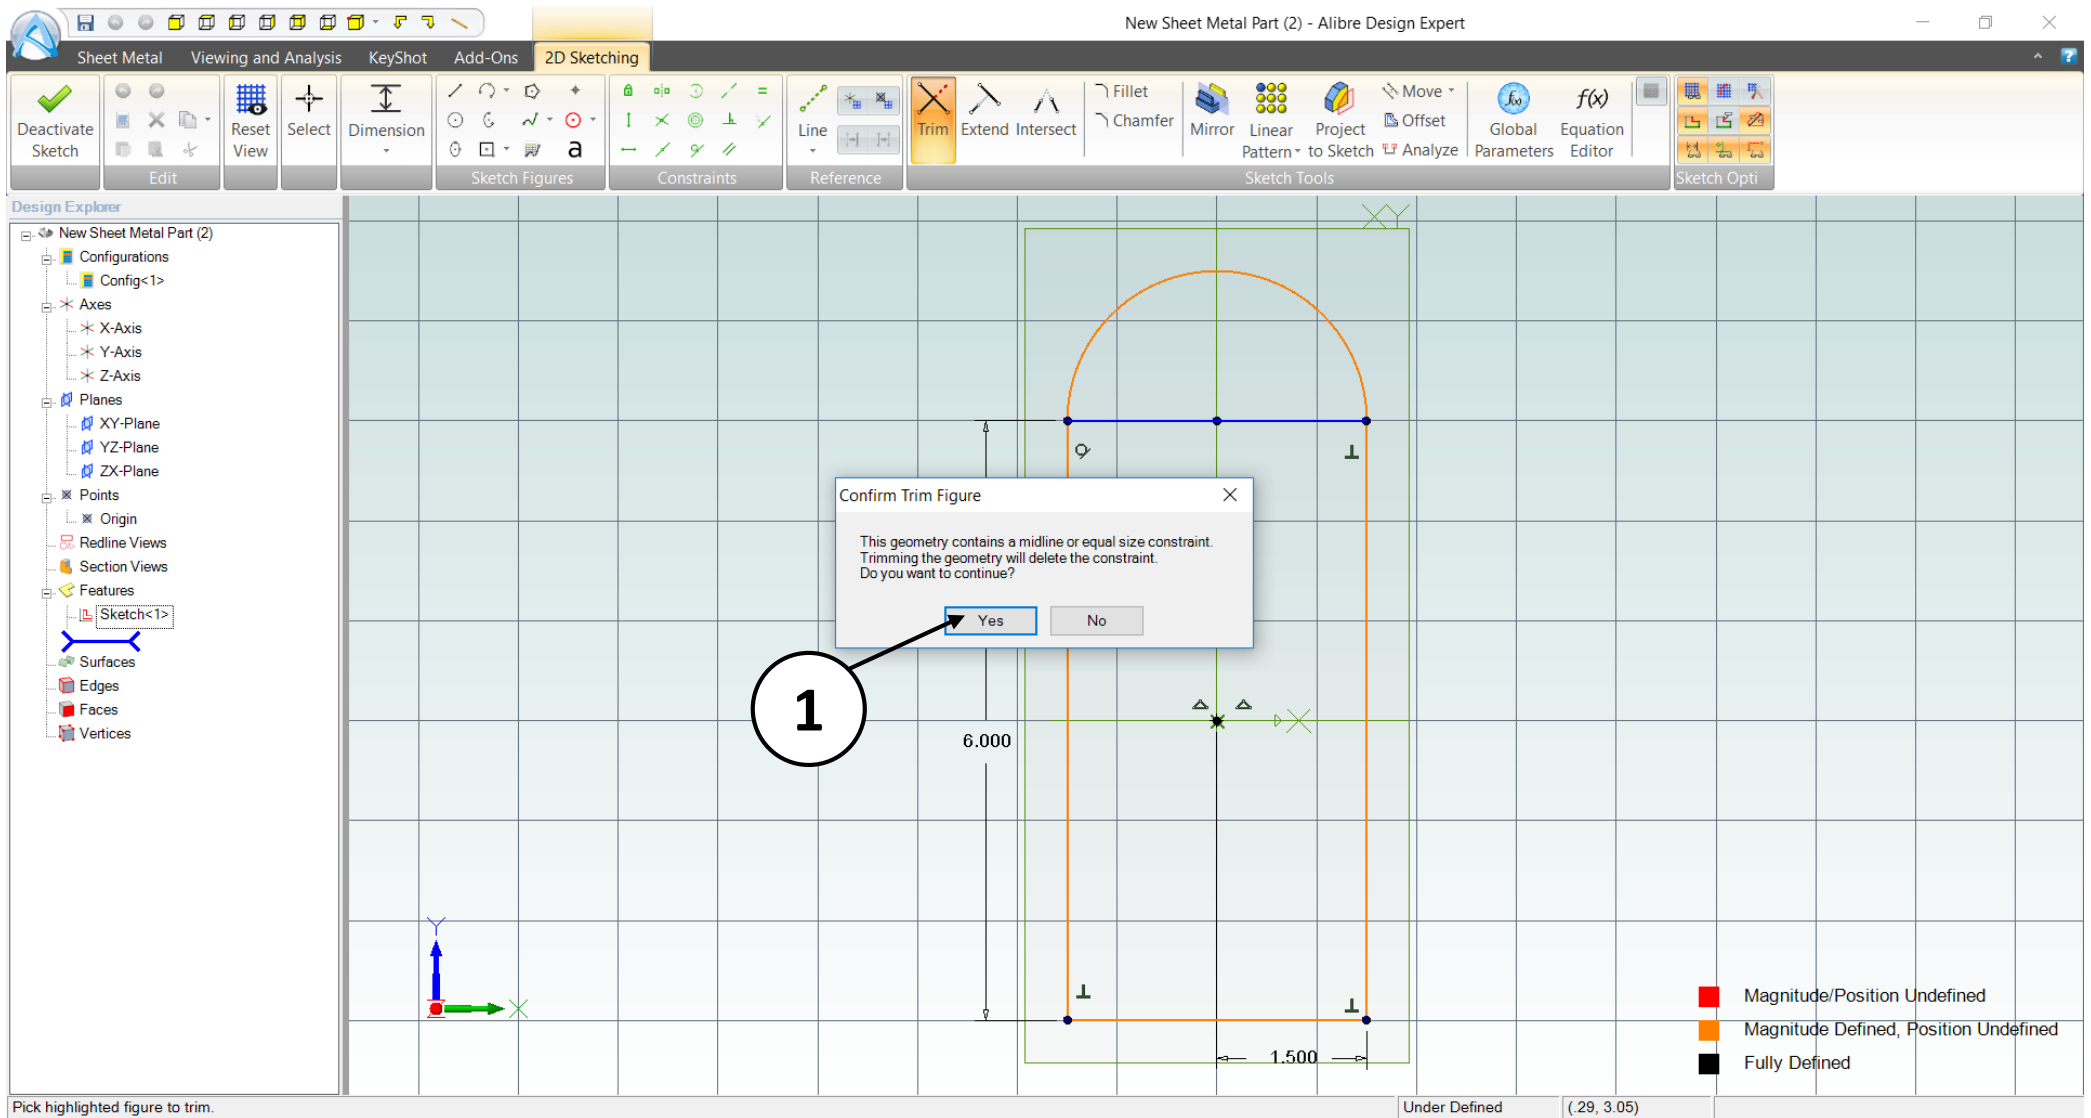 New Sheet Metal Part (2) - Alibre Design Expert
Sheet Metal
Viewing and Analysis
KeyShot
Add-Ons
2D Sketching
Deactivate
Sketch
Edit
Reset
View
Select
Dimension
a
Sketch Figures
Constraints
Line
Reference
Trim
Extend
Intersect
Fillet
Chamfer
Mirror
Linear
Pattern
Project
to Sketch
Move
Offset
Analyze
f(x)
Global
Parameters
f(x)
Equation
Editor
Sketch Tools
Sketch Opti
Design Explorer
New Sheet Metal Part (2)
Configurations
Config<1>
Axes
X-Axis
Y-Axis
Z-Axis
Planes
XY-Plane
YZ-Plane
ZX-Plane
Points
Origin
Redline Views
Section Views
Features
Sketch<1>
Surfaces
Edges
Faces
Vertices
XY
Confirm Trim Figure
This geometry contains a midline or equal size constraint.
Trimming the geometry will delete the constraint.
Do you want to continue?
Yes
No
1
X
6.000
1.500
Y
X
Magnitude/Position Undefined
Magnitude Defined, Position Undefined
Fully Defined
Pick highlighted figure to trim.
Under Defined
(.29, 3.05)